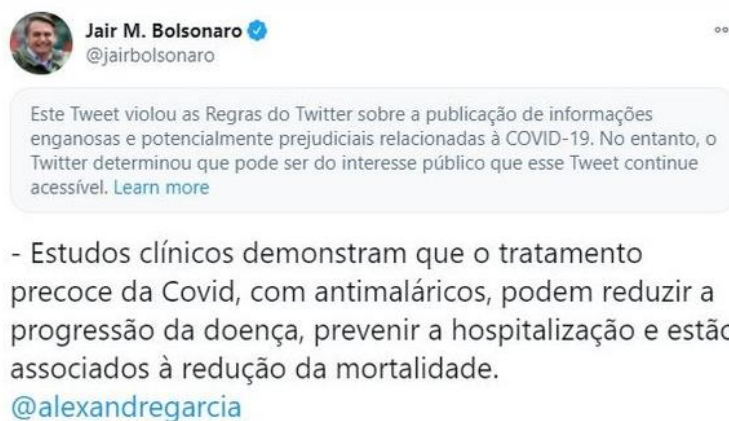 Jair M. Bolsonaro
@jairbolsonaro
Este Tweet violou as Regras do Twitter sobre a publicação de informações
enganosas e potencialmente prejudiciais relacionadas à COVID-19. No entanto, o
Twitter determinou que pode ser do interesse público que esse Tweet continue
acessível. Learn more
- Estudos clínicos demonstram que o tratamento
precoce da Covid, com antimaláricos, podem reduzir a
progressão da doença, prevenir a hospitalização e estão
associados à redução da mortalidade.
@alexandregarcia